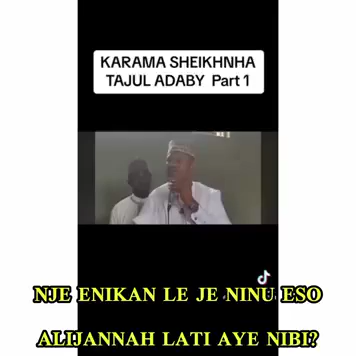 KARAMA SHEIKHNHA
TAJUL ADABY Part 1
NJE ENIKAN LE JE NINU ESO
ALIJANNAH LATI AYE NIBI?